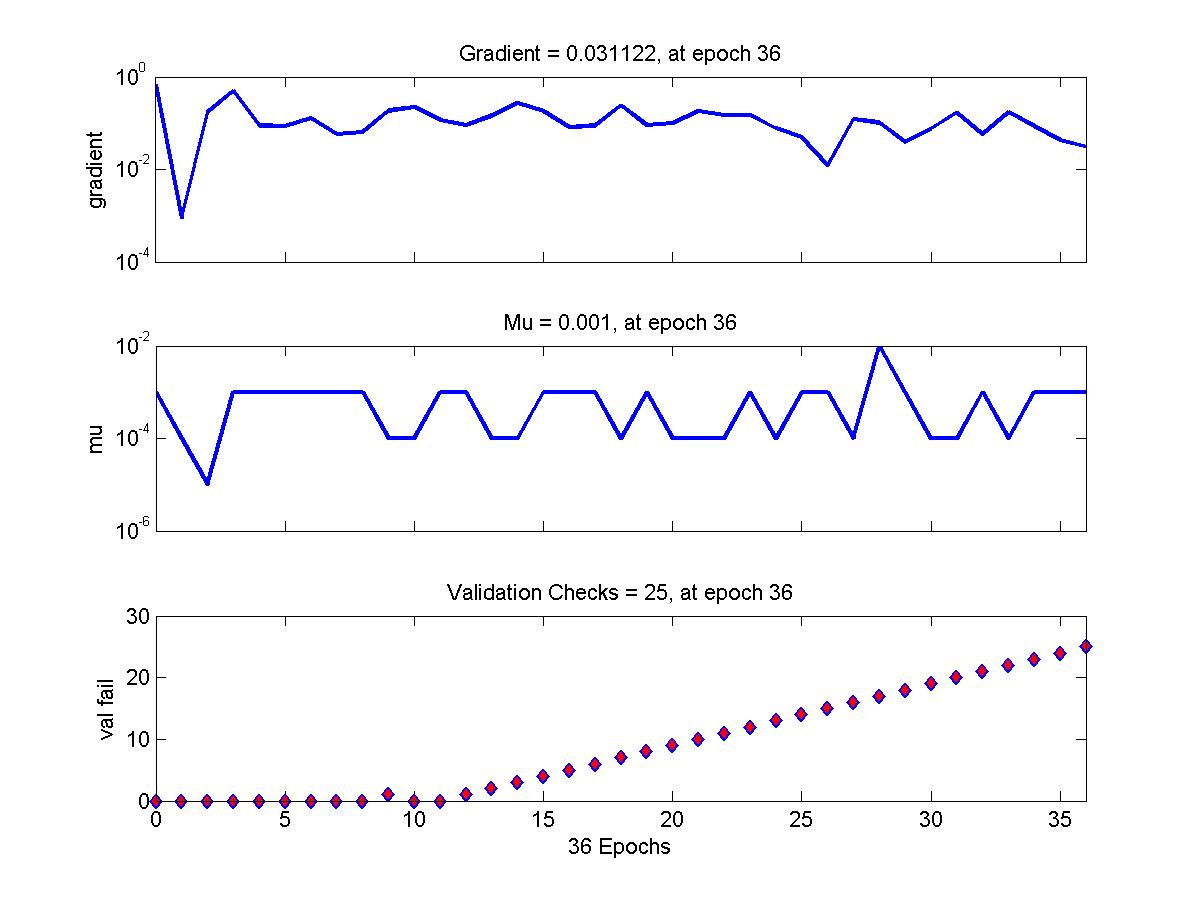 Gradient = 0.031122, at epoch 36
10^0
10^-2
10^-4
gradient
Mu = 0.001, at epoch 36
10^-2
10^-4
10^-6
mu
Validation Checks = 25, at epoch 36
30
20
10
0
val fail
0 5 10 15 20 25 30 35
36 Epochs